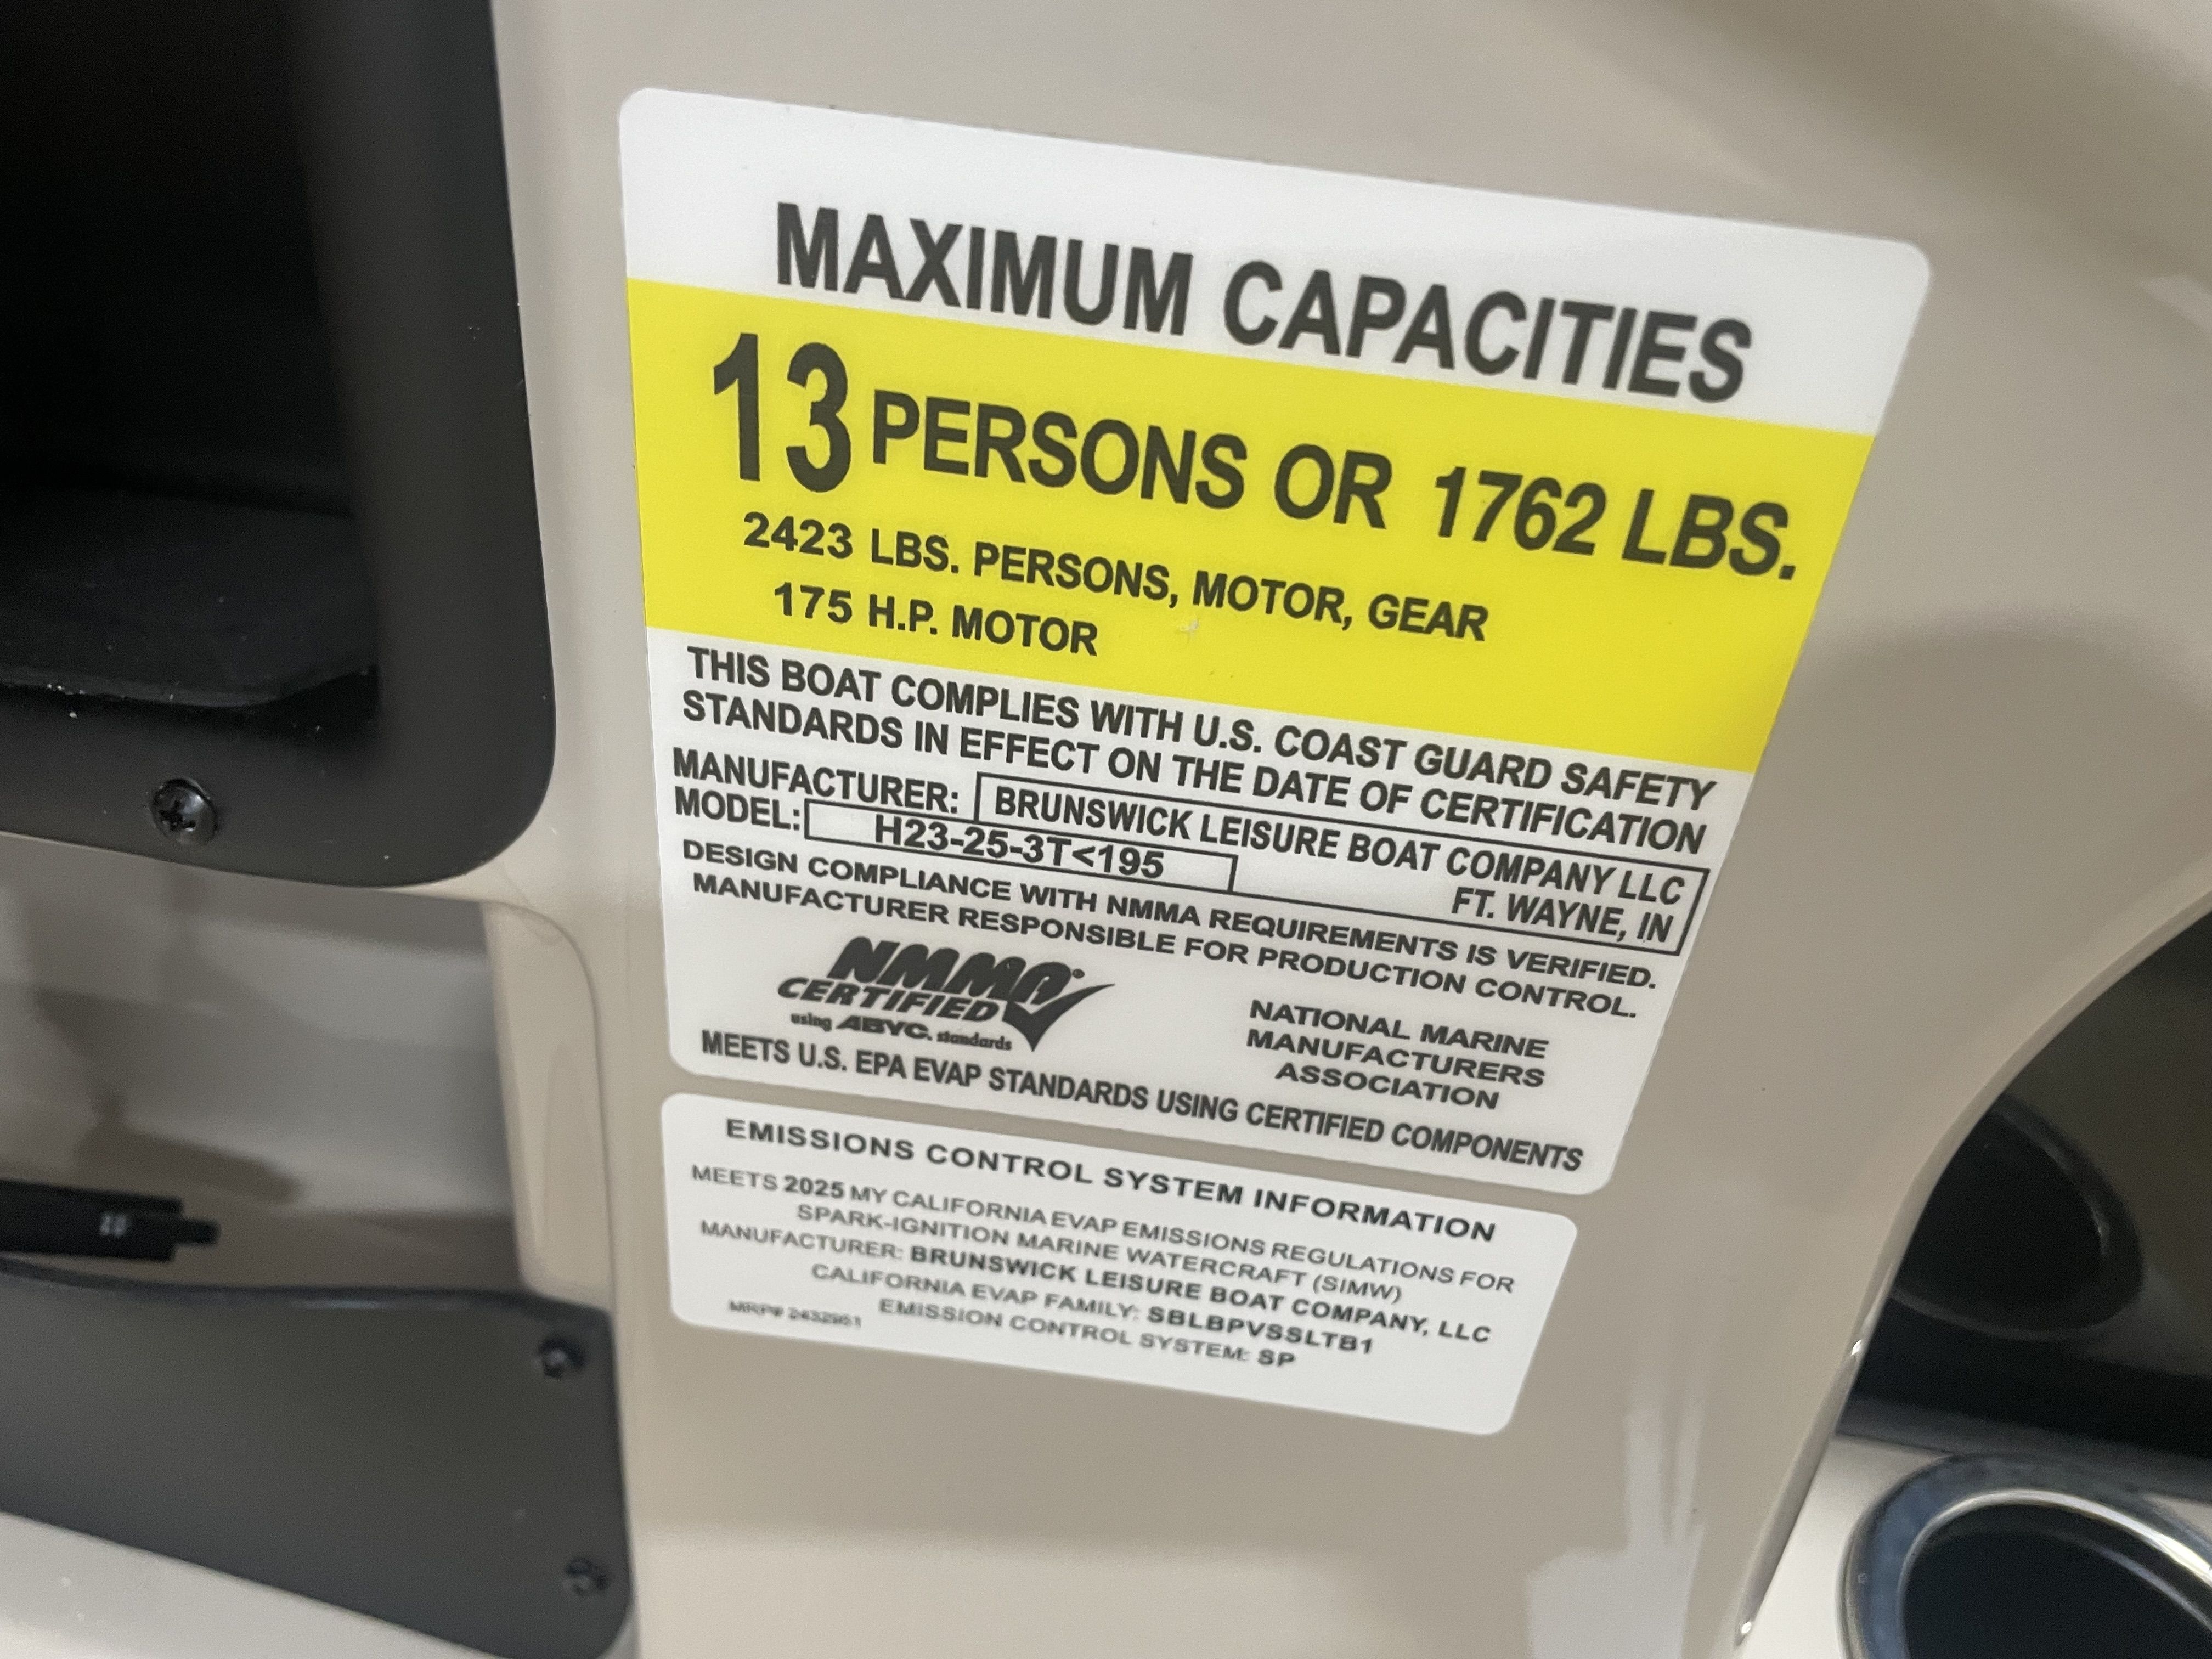 MAXIMUM CAPACITIES
13 PERSONS OR 1762 LBS.
2423 LBS. PERSONS, MOTOR, GEAR
175 H.P. MOTOR
THIS BOAT COMPLIES WITH U.S. COAST GUARD SAFETY
STANDARDS IN EFFECT ON THE DATE OF CERTIFICATION
MANUFACTURER: BRUNSWICK LEISURE BOAT COMPANY LLC
FT. WAYNE, IN
MODEL: H23-25-3T<195
DESIGN COMPLIANCE WITH NMMA REQUIREMENTS IS VERIFIED.
MANUFACTURER RESPONSIBLE FOR PRODUCTION CONTROL.
NMMA®
CERTIFIED
using ABYC. standards
NATIONAL MARINE
MANUFACTURERS
ASSOCIATION
MEETS U.S. EPA EVAP STANDARDS USING CERTIFIED COMPONENTS
EMISSIONS CONTROL SYSTEM INFORMATION
MEETS 2025 MY CALIFORNIA EVAP EMISSIONS REGULATIONS FOR
SPARK-IGNITION MARINE WATERCRAFT (SIMW)
MANUFACTURER: BRUNSWICK LEISURE BOAT COMPANY, LLC
CALIFORNIA EVAP FAMILY: SBLBPVSSLTB1
EMISSION CONTROL SYSTEM: SP
MRP# 2432951